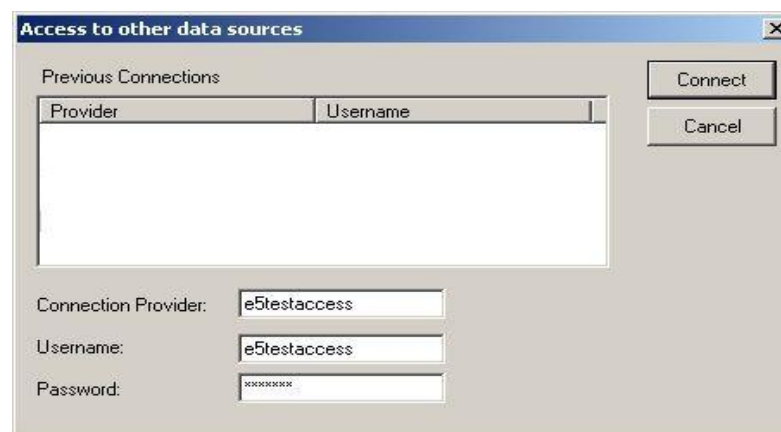 Access to other data sources
Previous Connections
Provider Username
Connect
Cancel
Connection Provider: e5testaccess
Username: e5testaccess
Password: *******